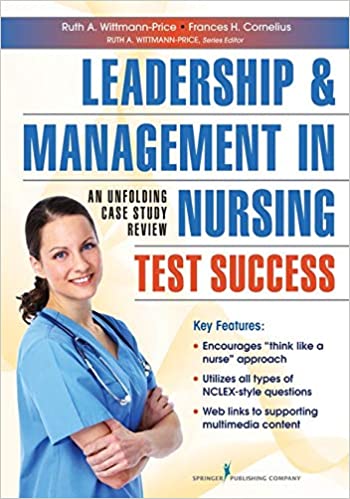 Ruth A. Wittmann-Price • Frances H. Cornelius
RUTH A. WITTMANN-PRICE, Series Editor
LEADERSHIP &
MANAGEMENT IN
AN UNFOLDING
CASE STUDY
REVIEW
NURSING
TEST SUCCESS
Key Features:
• Encourages "think like a
nurse" approach
• Utilizes all types of
NCLEX-style questions
• Web links to supporting
multimedia content
SPRINGER PUBLISHING COMPANY